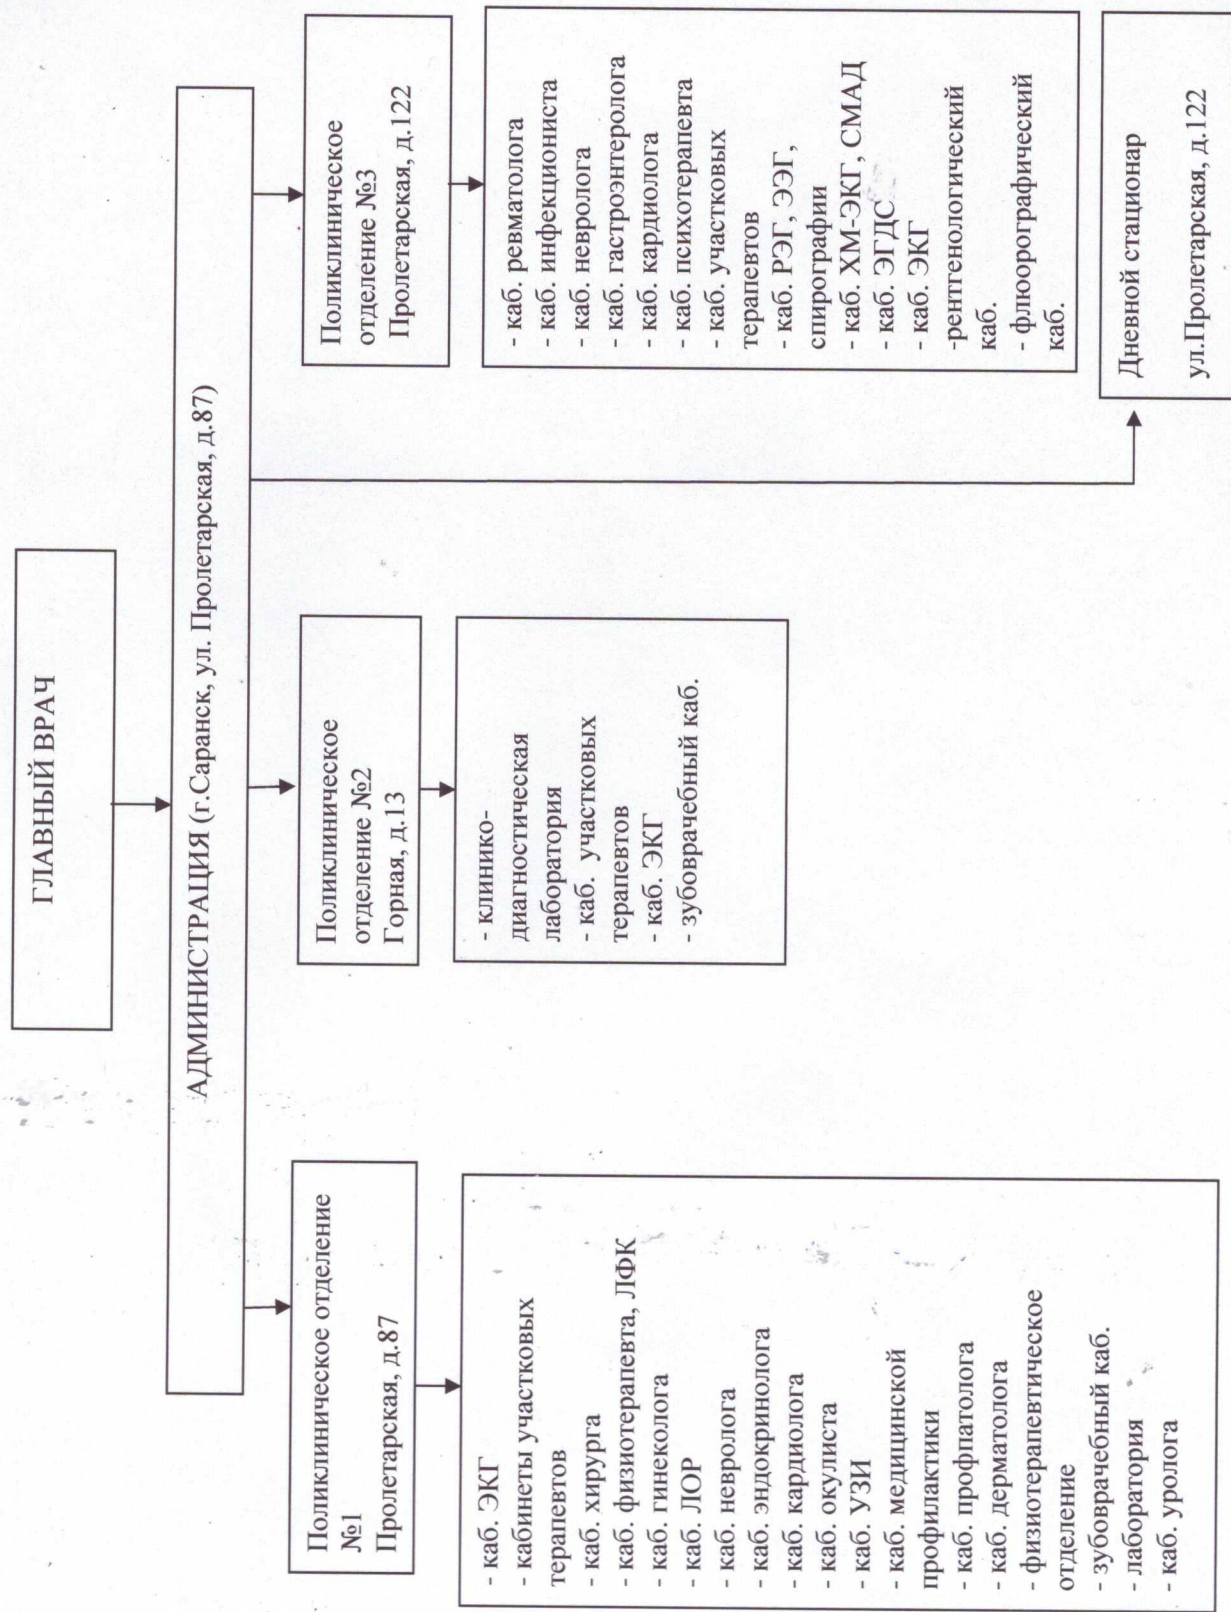 ГЛАВНЫЙ ВРАЧ
АДМИНИСТРАЦИЯ (г.Саранск, ул. Пролетарская, д.87)
Поликлиническое отделение
№1
Пролетарская, д.87
- каб. ЭКГ
- кабинеты участковых
терапевтов
- каб. хирурга
- каб. физиотерапевта, ЛФК
- каб. гинеколога
- каб. ЛОР
- каб. невролога
- каб. эндокринолога
- каб. кардиолога
- каб. окулиста
- каб. УЗИ
- каб. медицинской
профилактики
- каб. профпатолога
- каб. дерматолога
- физиотерапевтическое
отделение
- зубоврачебный каб.
- лаборатория
- каб. уролога
Поликлиническое
отделение №2
Горная, д.13
- клинико-
диагностическая
лаборатория
- каб. участковых
терапевтов
- каб. ЭКГ
- зубоврачебный каб.
Поликлиническое
отделение №3
Пролетарская, д.122
- каб. ревматолога
- каб. инфекциониста
- каб. невролога
- каб. гастроэнтеролога
- каб. кардиолога
- каб. психотерапевта
- каб. участковых
терапевтов
- каб. РЭГ, ЭЭГ,
спирографии
- каб. ХМ-ЭКГ, СМАД
- каб. ЭГДС
- каб. ЭКГ
-рентгенологический
каб.
- флюорографический
каб.
Дневной стационар
ул.Пролетарская, д.122